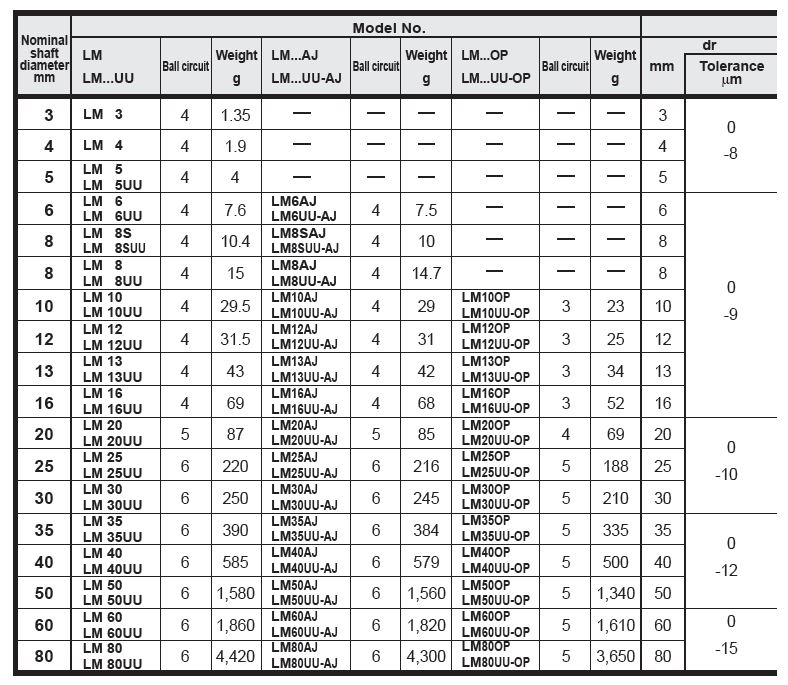 Model No.
Nominal shaft diameter mm
LM
LM...UU
Ball circuit
Weight g
LM...AJ
LM...UU-AJ
Ball circuit
Weight g
LM...OP
LM...UU-OP
Ball circuit
Weight g
mm
dr
Tolerance µm
3 LM 3 4 1.35 — — — — — — 3
0
-8
4 LM 4 4 1.9 — — — — — — 4
5 LM 5 4 4 — — — — — — 5
LM 5UU
6 LM 6 4 7.6 LM6AJ 4 7.5 — — — 6
LM 6UU LM6UU-AJ
8 LM 8S 4 10.4 LM8SAJ 4 10 — — — 8
LM 8SUU LM8SUU-AJ
8 LM 8 4 15 LM8AJ 4 14.7 — — — 8
LM 8UU LM8UU-AJ
0
-9
10 LM 10 4 29.5 LM10AJ 4 29 LM10OP 3 23 10
LM 10UU LM10UU-AJ LM10UU-OP
12 LM 12 4 31.5 LM12AJ 4 31 LM12OP 3 25 12
LM 12UU LM12UU-AJ LM12UU-OP
13 LM 13 4 43 LM13AJ 4 42 LM13OP 3 34 13
LM 13UU LM13UU-AJ LM13UU-OP
16 LM 16 4 69 LM16AJ 4 68 LM16OP 3 52 16
LM 16UU LM16UU-AJ LM16UU-OP
20 LM 20 5 87 LM20AJ 5 85 LM20OP 4 69 20
LM 20UU LM20UU-AJ LM20UU-OP
0
-10
25 LM 25 6 220 LM25AJ 6 216 LM25OP 5 188 25
LM 25UU LM25UU-AJ LM25UU-OP
30 LM 30 6 250 LM30AJ 6 245 LM30OP 5 210 30
LM 30UU LM30UU-AJ LM30UU-OP
35 LM 35 6 390 LM35AJ 6 384 LM35OP 5 335 35
LM 35UU LM35UU-AJ LM35UU-OP
0
-12
40 LM 40 6 585 LM40AJ 6 579 LM40OP 5 500 40
LM 40UU LM40UU-AJ LM40UU-OP
50 LM 50 6 1,580 LM50AJ 6 1,560 LM50OP 5 1,340 50
LM 50UU LM50UU-AJ LM50UU-OP
60 LM 60 6 1,860 LM60AJ 6 1,820 LM60OP 5 1,610 60
LM 60UU LM60UU-AJ LM60UU-OP
0
-15
80 LM 80 6 4,420 LM80AJ 6 4,300 LM80OP 5 3,650 80
LM 80UU LM80UU-AJ LM80UU-OP